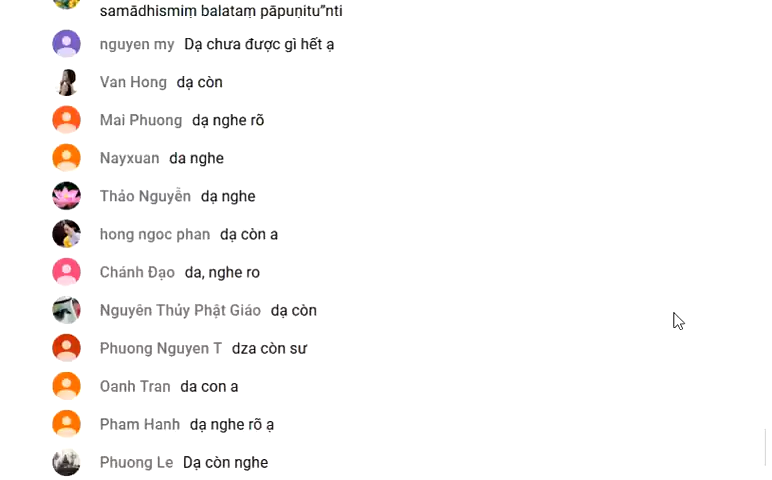 samādhismiṃ balataṃ pāpuṇitu”nti
nguyen my Dạ chưa được gì hết ạ
Van Hong dạ còn
Mai Phuong dạ nghe rõ
Nayxuan da nghe
Thảo Nguyễn dạ nghe
hong ngoc phan dạ còn a
Chánh Đạo da, nghe ro
Nguyên Thủy Phật Giáo dạ còn
Phuong Nguyen T dza còn sư
Oanh Tran da con a
Pham Hanh dạ nghe rõ ạ
Phuong Le Dạ còn nghe